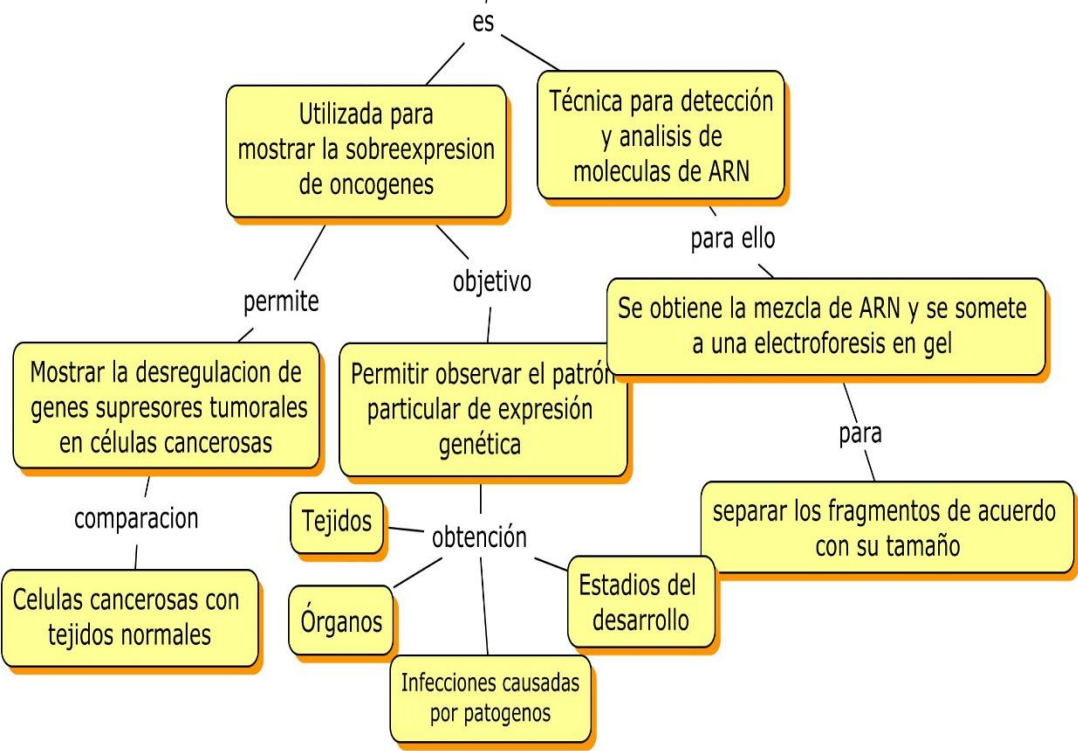 es
Utilizada para
mostrar la sobreexpresion
de oncogenes
Técnica para detección
y analisis de
moleculas de ARN
permite
objetivo
para ello
Mostrar la desregulacion de
genes supresores tumorales
en células cancerosas
Permitir observar el patrón
particular de expresión
genética
Se obtiene la mezcla de ARN y se somete
a una electroforesis en gel
comparacion
obtención
para
Celulas cancerosas con
tejidos normales
Tejidos
Órganos
Infecciones causadas
por patogenos
Estadios del
desarrollo
separar los fragmentos de acuerdo
con su tamaño